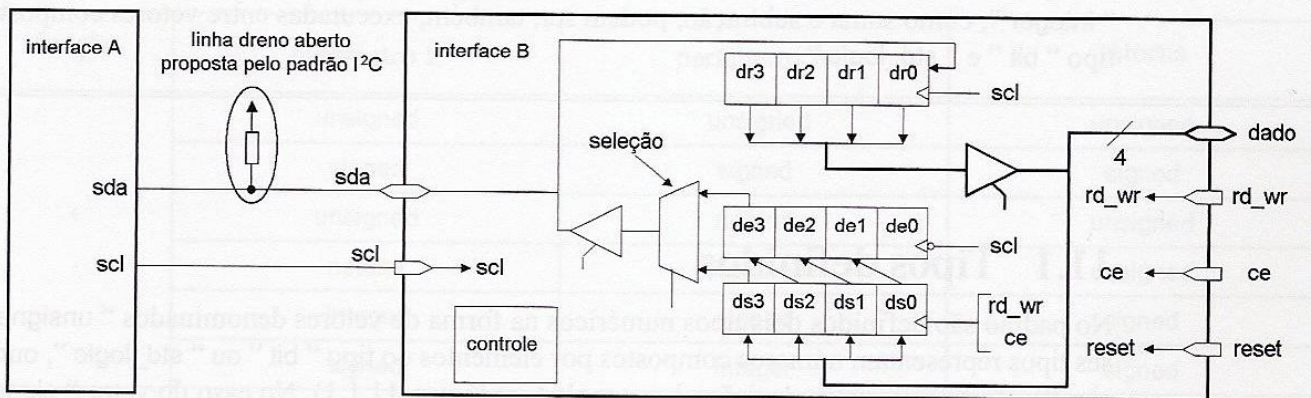 interface A
linha dreno aberto
proposta pelo padrão I²C
interface B
dr3 dr2 dr1 dr0
scl
seleção
4
dado
sda
sda
rd_wr
rd_wr
de3 de2 de1 de0
scl
scl
scl
scl
ce
ce
ds3 ds2 ds1 ds0
rd_wr
ce
controle
reset
reset